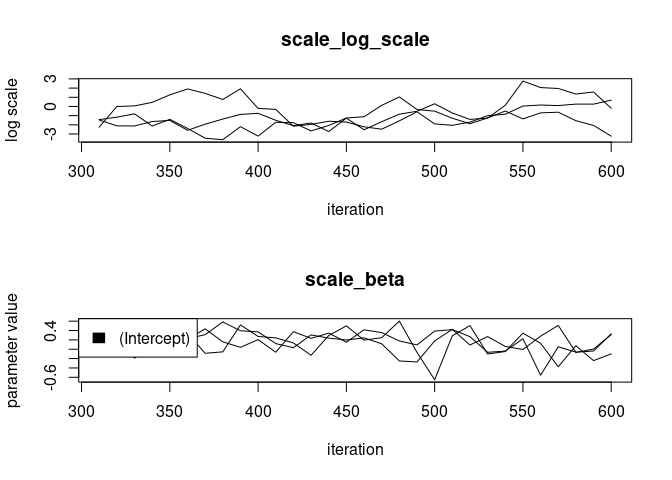 scale_log_scale
log scale
3
0
-3
300 350 400 450 500 550 600
iteration
scale_beta
parameter value
0.4
-0.6
(Intercept)
300 350 400 450 500 550 600
iteration